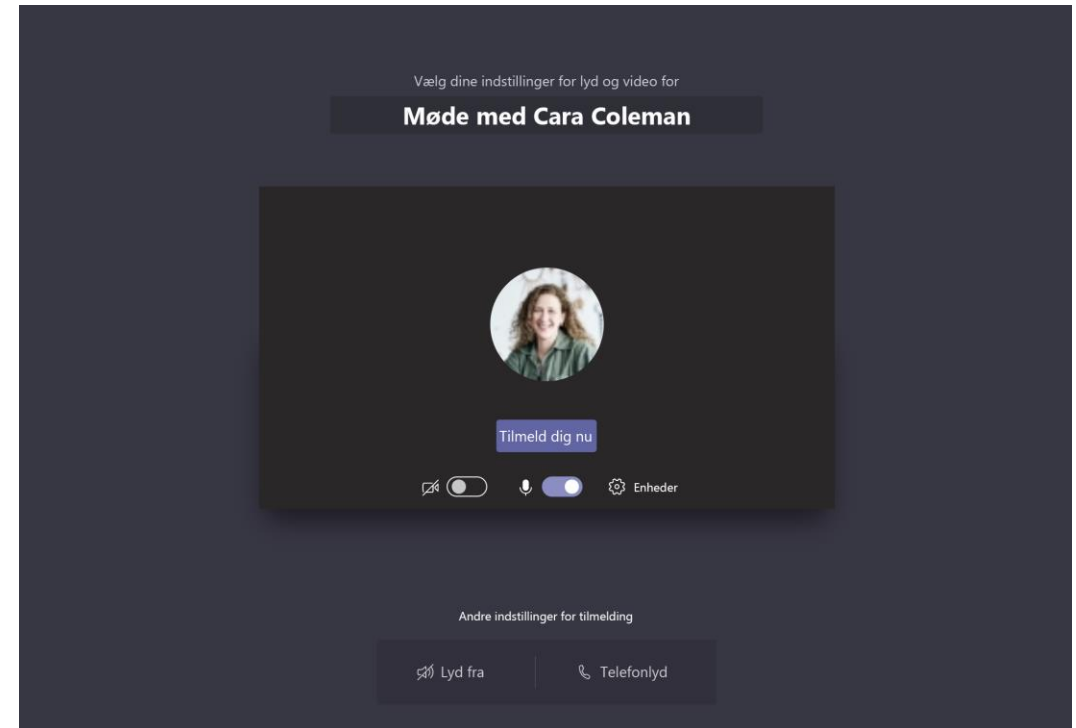 Vælg dine indstillinger for lyd og video for
Møde med Cara Coleman
Tilmeld dig nu
Enheder
Andre indstillinger for tilmelding
Lyd fra
Telefonlyd